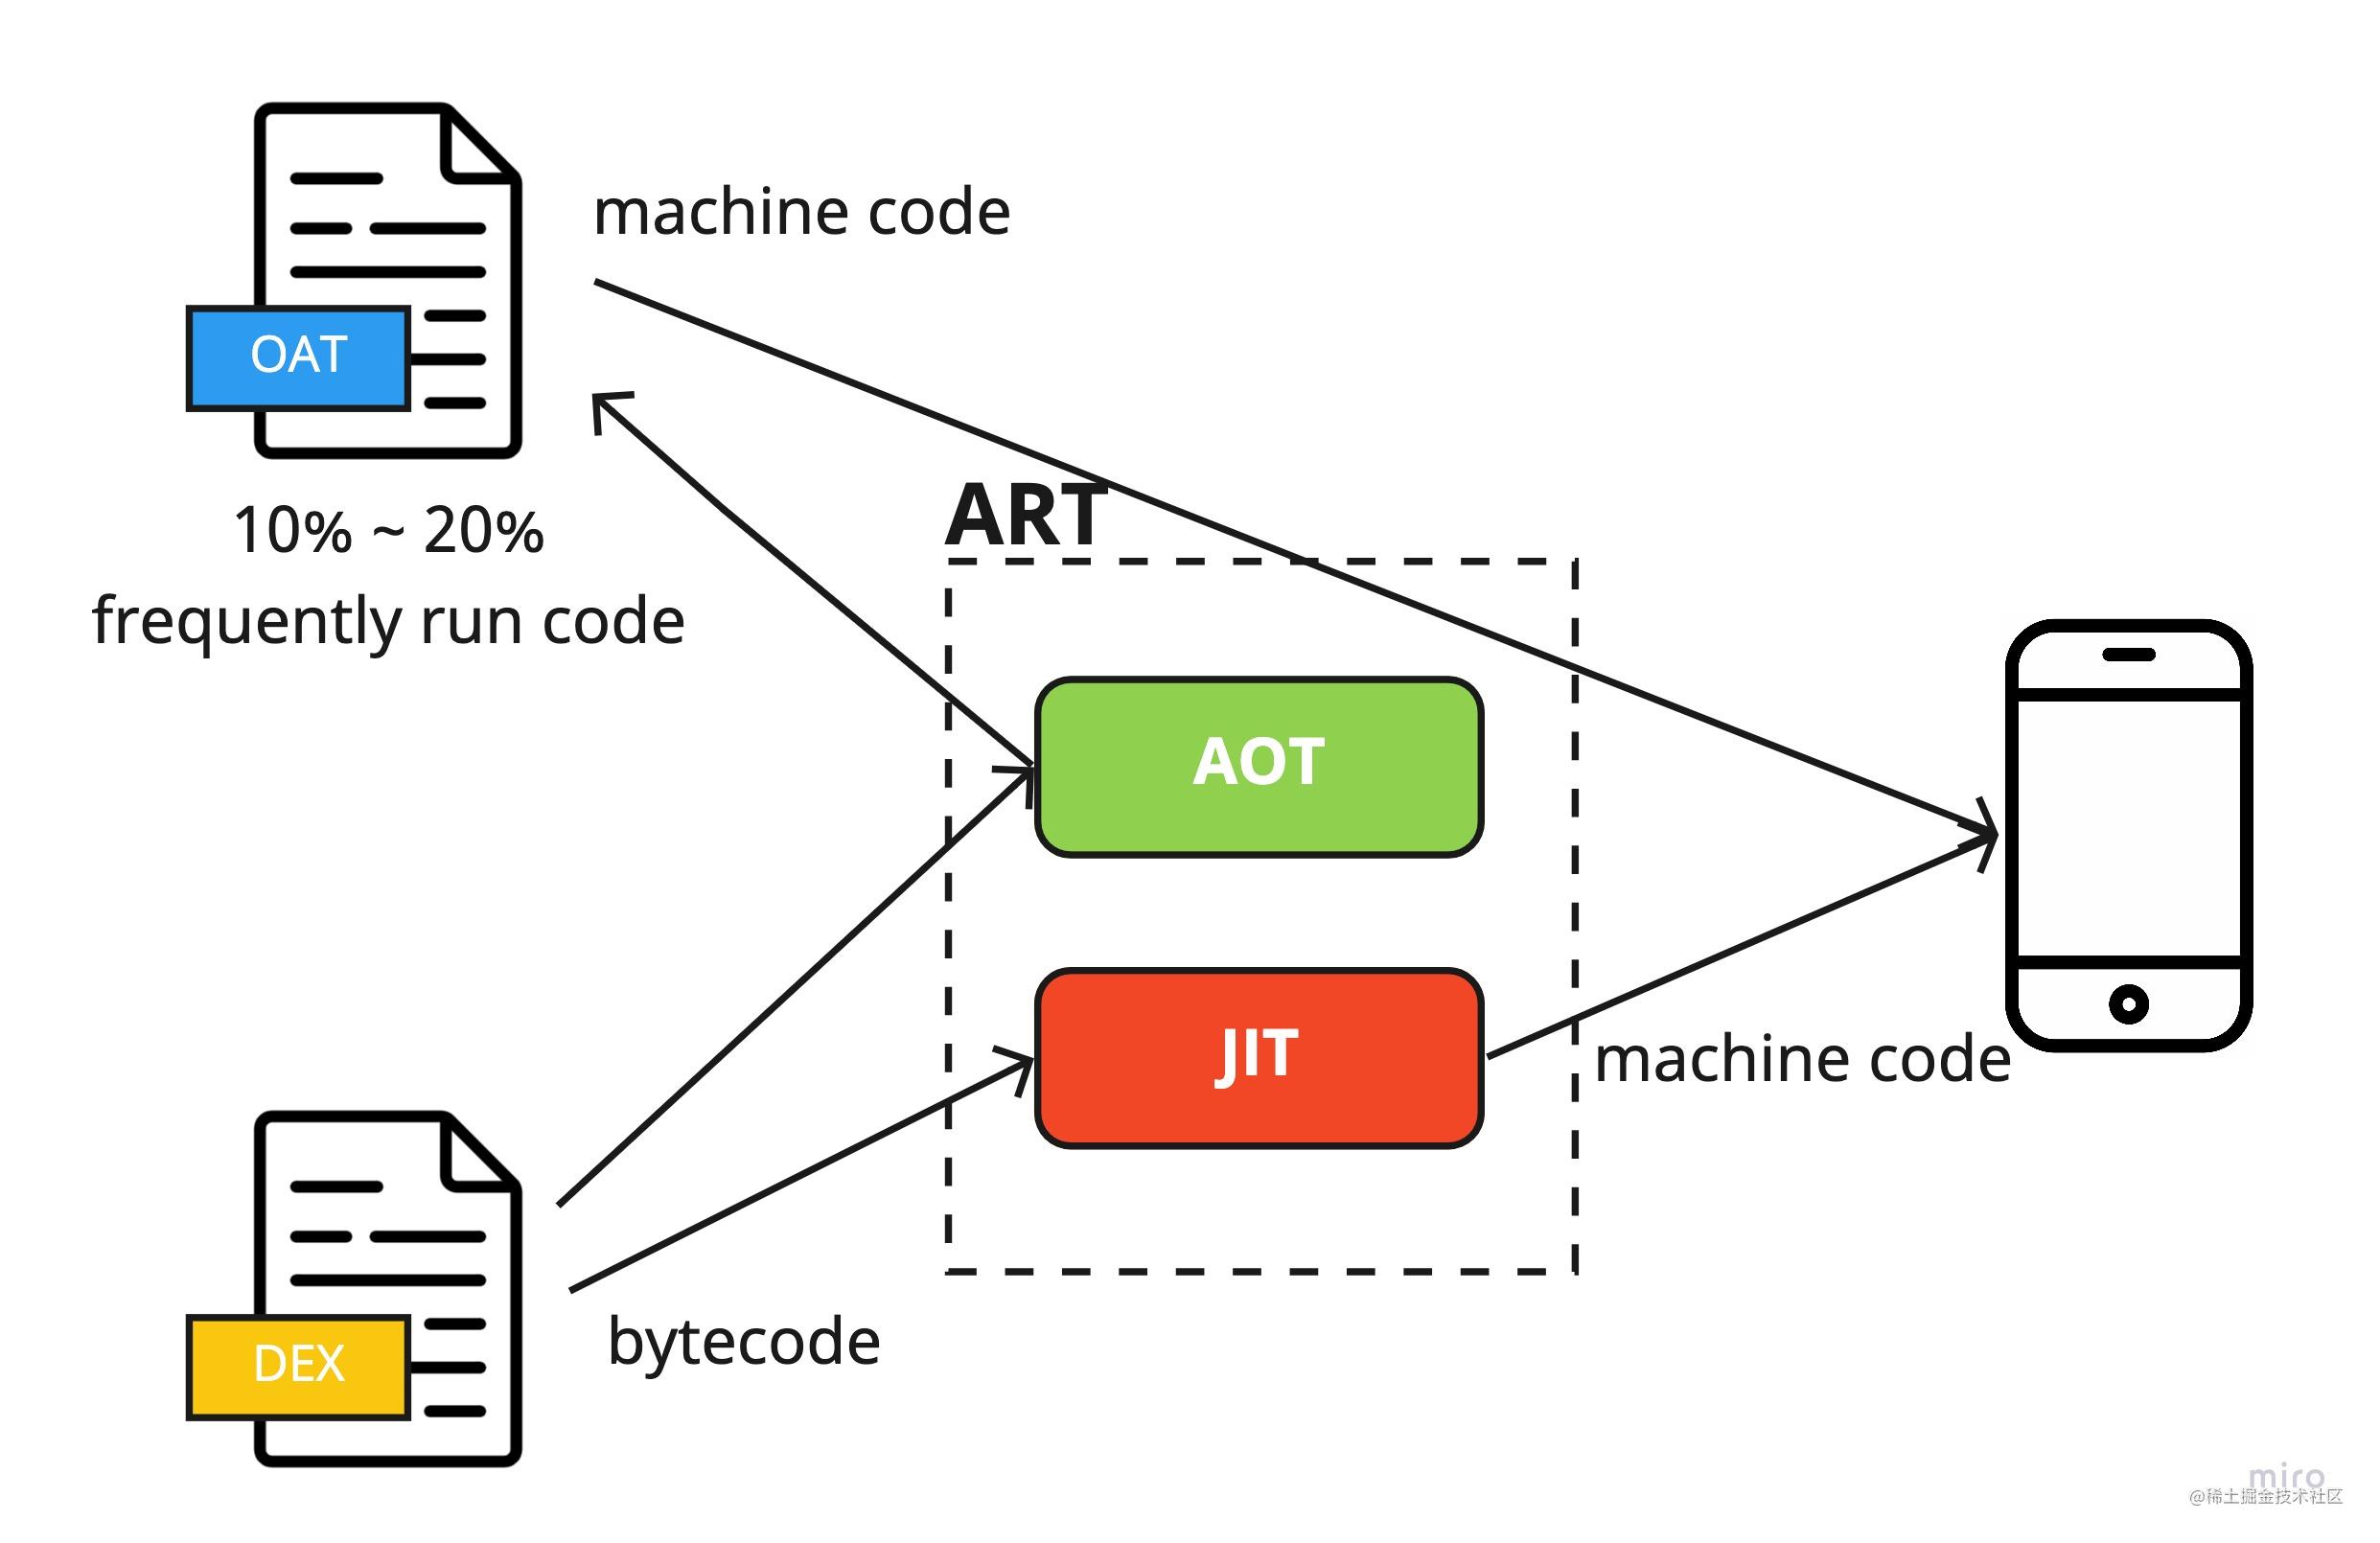 machine code
OAT
10% ~ 20%
frequently run code
ART
AOT
JIT
machine code
DEX
bytecode
miro
@稀土掘金技术社区